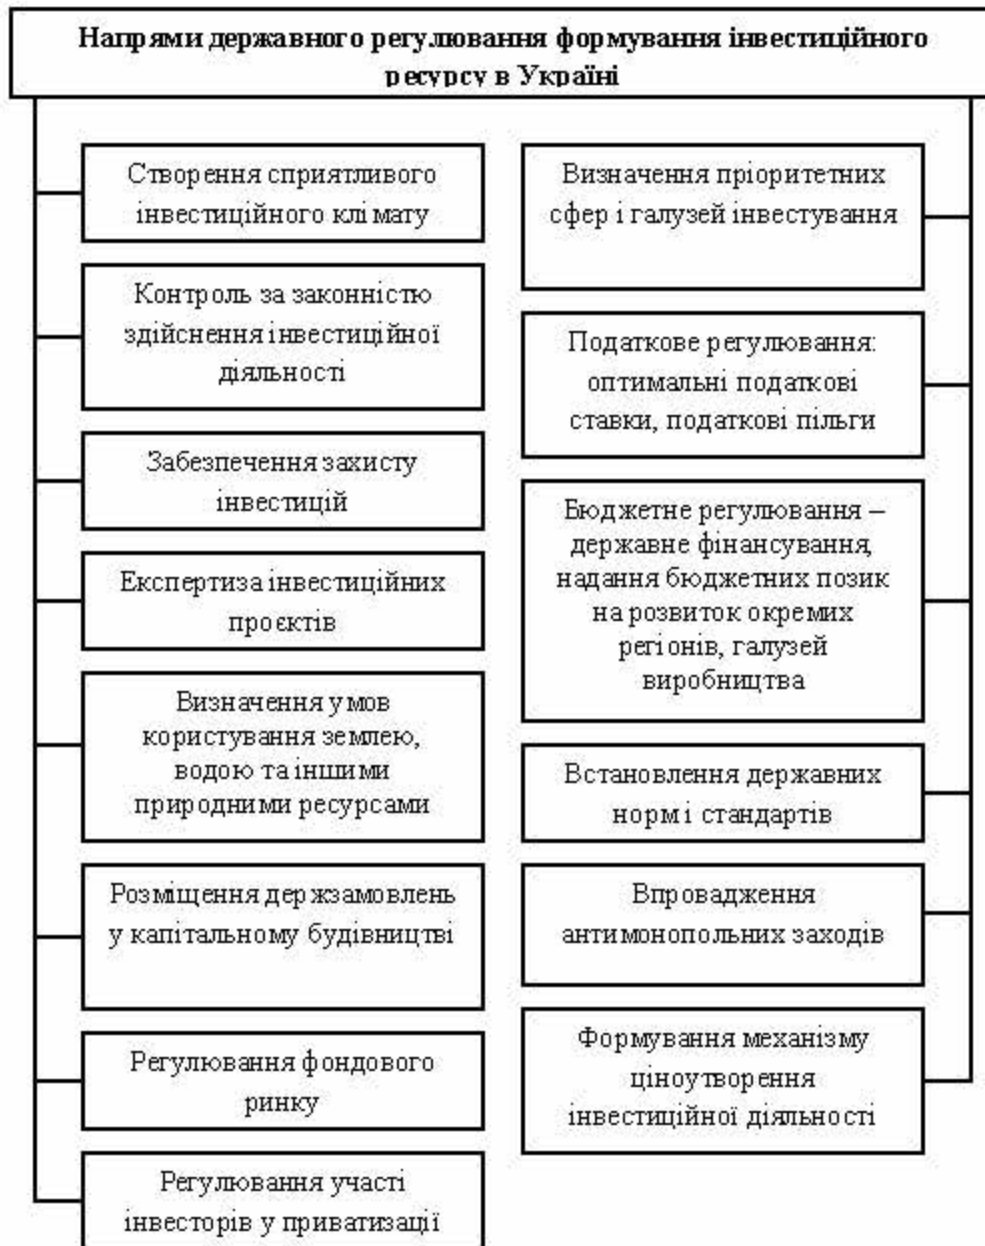 Напрями державного регулювання формування інвестиційного
ресурсу в Україні
Створення сприятливого
інвестиційного клімату
Контроль за законністю
здійснення інвестиційної
діяльності
Забезпечення захисту
інвестицій
Експертиза інвестиційних
проєктів
Визначення умов
користування землею,
водою та іншими
природними ресурсами
Розміщення держзамовлень
у капітальному будівництві
Регулювання фондового
ринку
Регулювання участі
інвесторів у приватизації
Визначення пріоритетних
сфер і галузей інвестування
Податкове регулювання:
оптимальні податкові
ставки, податкові пільги
Бюджетне регулювання –
державне фінансування,
надання бюджетних позик
на розвиток окремих
регіонів, галузей
виробництва
Встановлення державних
норм і стандартів
Впровадження
антимонопольних заходів
Формування механізму
ціноутворення
інвестиційної діяльності